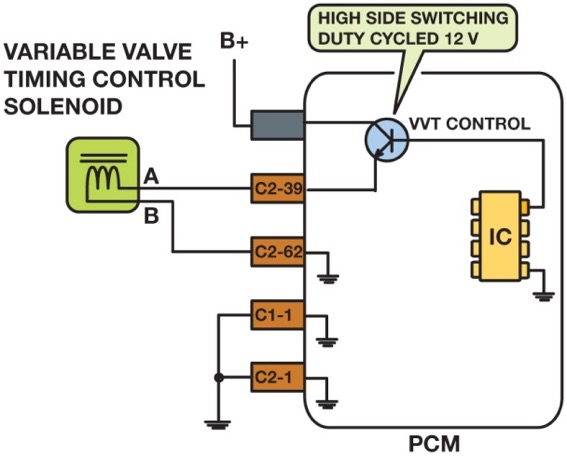 HIGH SIDE SWITCHING
DUTY CYCLED 12 V
VARIABLE VALVE
TIMING CONTROL
SOLENOID
B+
VVT CONTROL
A
C2-39
B
IC
C2-62
C1-1
C2-1
PCM